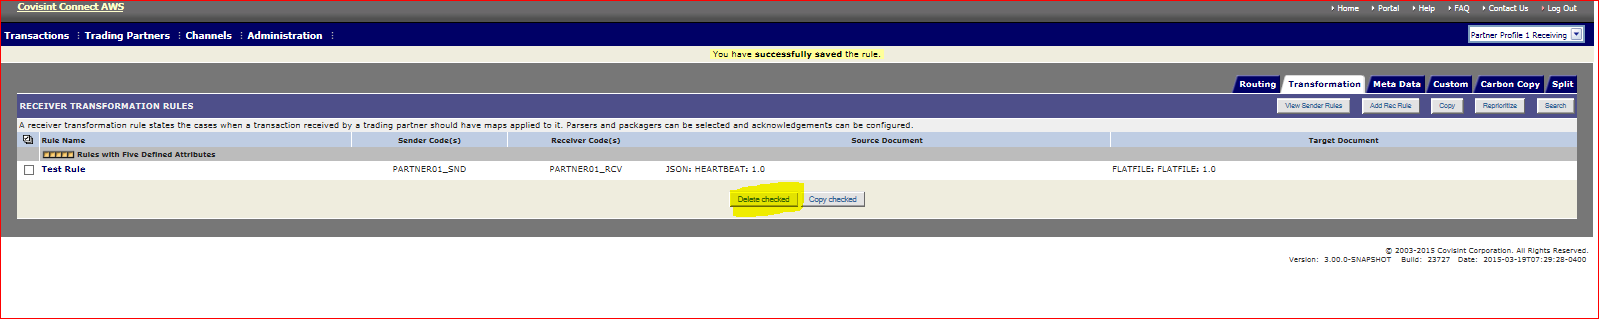 Covisint Connect AWS
Home Portal Help FAQ Contact Us Log Out
Transactions Trading Partners Channels Administration
Partner Profile 1 Receiving
You have successfully saved the rule.
Routing Transformation Meta Data Custom Carbon Copy Split
RECEIVER TRANSFORMATION RULES
View Sender Rules Add Rec Rule Copy Reprioritize Search
A receiver transformation rule states the cases when a transaction received by a trading partner should have maps applied to it. Parsers and packagers can be selected and acknowledgements can be configured.
Rule Name Sender Code(s) Receiver Code(s) Source Document Target Document
Rules with Five Defined Attributes
Test Rule PARTNER01_SND PARTNER01_RCV JSON: HEARTBEAT: 1.0 FLATFILE: FLATFILE: 1.0
Delete checked Copy checked
© 2003-2015 Covisint Corporation. All Rights Reserved.
Version: 3.00.0-SNAPSHOT Build: 23727 Date: 2015-03-19T07:29:28-0400